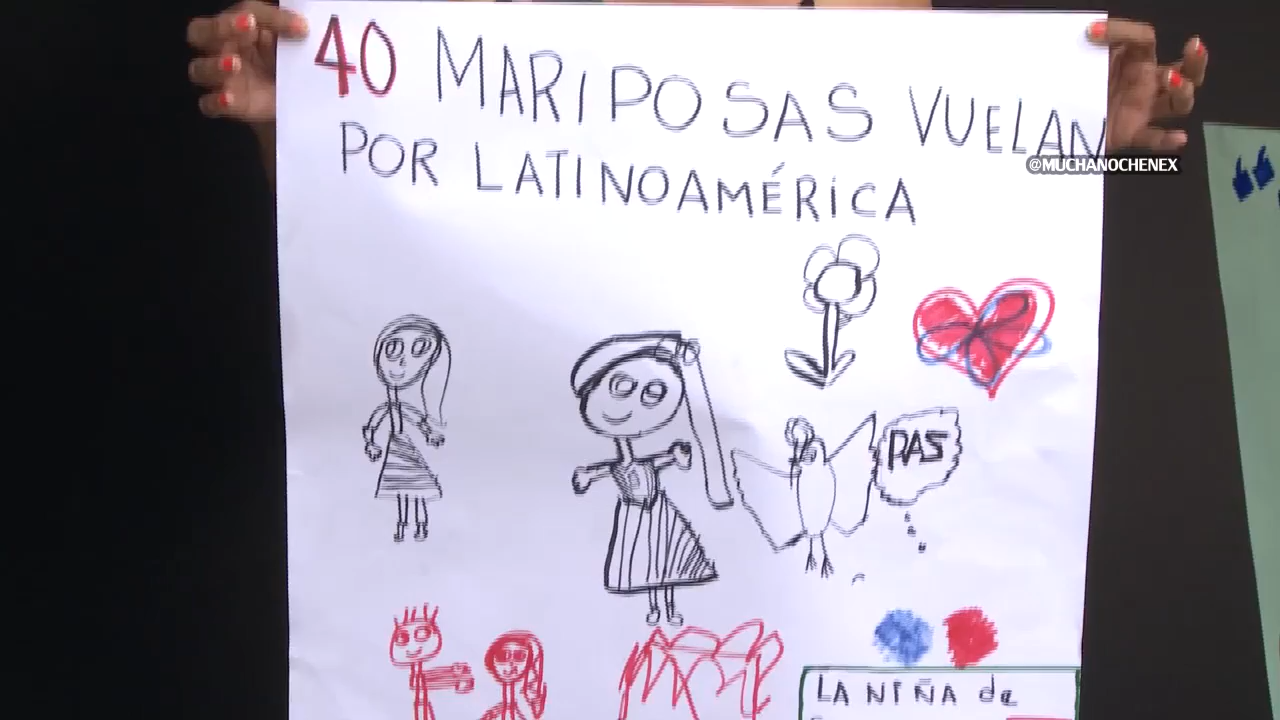 40 MARIPOSAS VUELAN
POR LATINOAMÉRICA
@MUCHANOCHENEX
PAS
LA NIÑA de